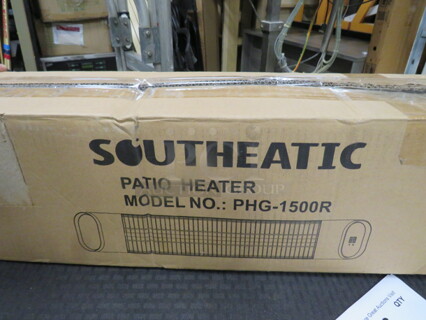 SOUTHEATIC
PATIO HEATER
MODEL NO.: PHG-1500R
QTY